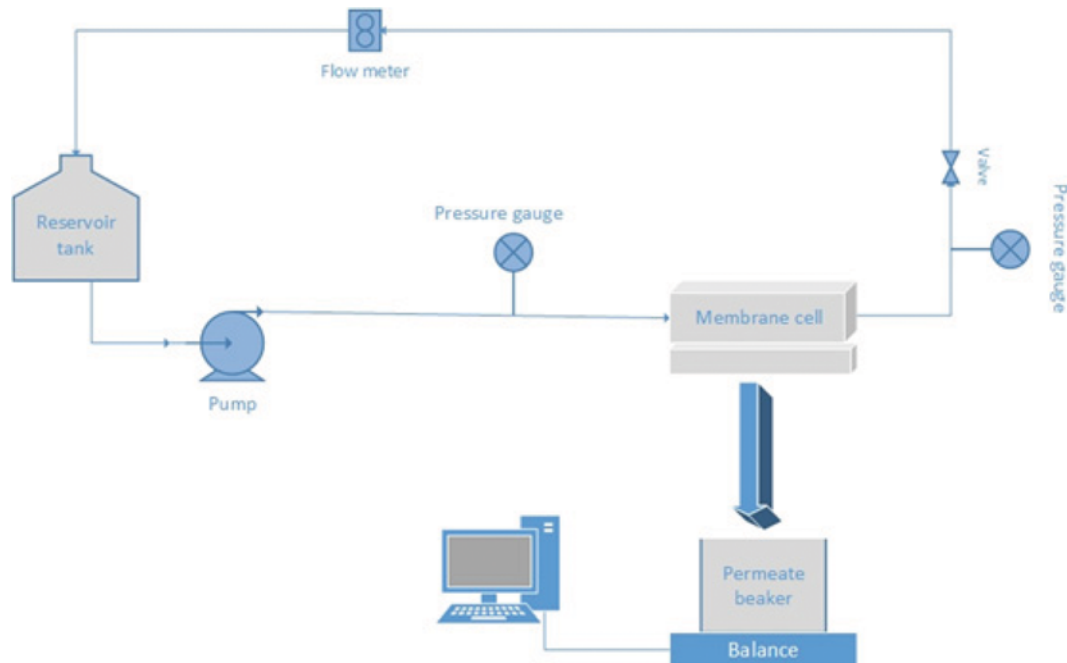 Flow meter
Valve
Reservoir
tank
Pressure gauge
Pressure gauge
Membrane cell
Pump
Permeate
beaker
Balance